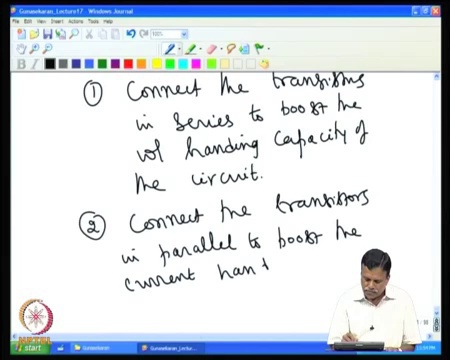 Gunasekaran_Lecture17 - Windows Journal
File Edit View Insert Actions Tools Help
① Connect the transistors
in series to boost the
vol handing capacity of
the circuit.
② Connect the transistors
in parallel to boost the
current han
NPTEL
start
Gunasekaran
Gunasekaran_Lectur...